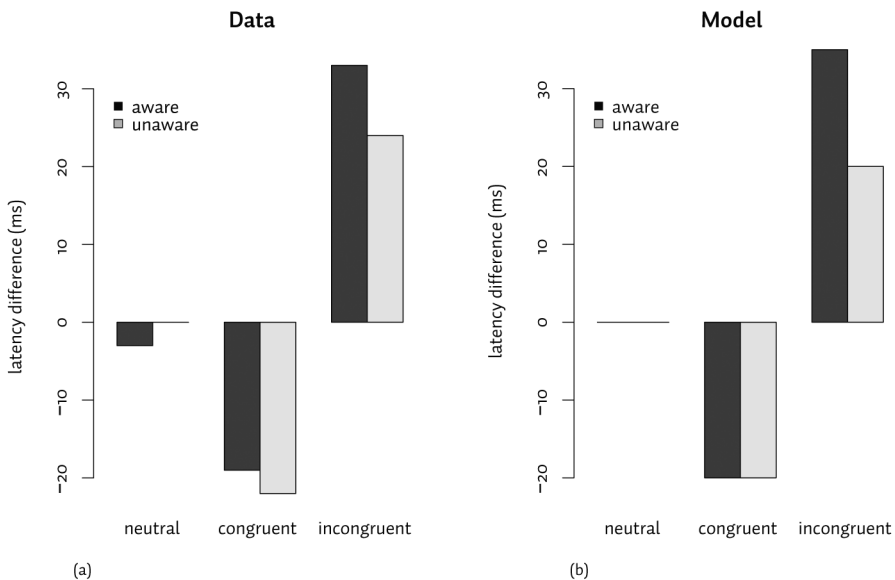 Data
latency difference (ms)
30
20
10
0
−10
−20
aware
unaware
neutral congruent incongruent
(a)
Model
latency difference (ms)
30
20
10
0
−10
−20
aware
unaware
neutral congruent incongruent
(b)